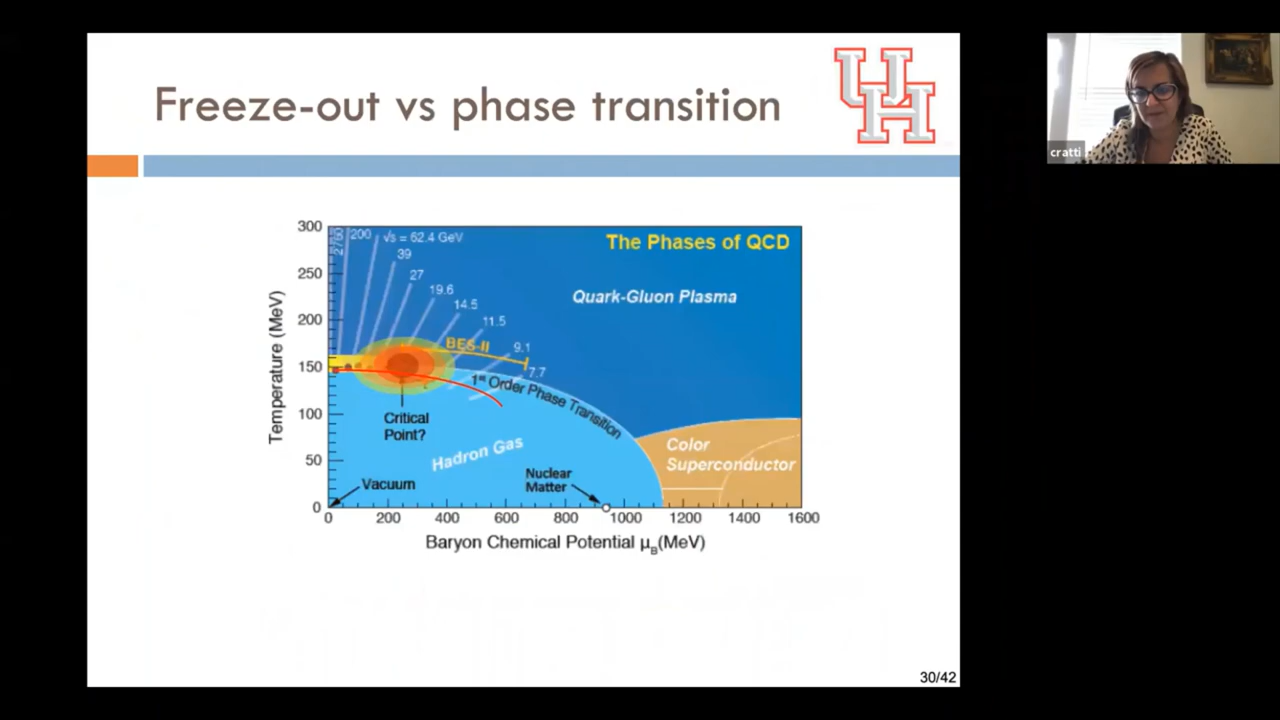 Freeze-out vs phase transition
UH
cratti
The Phases of QCD
Quark-Gluon Plasma
Temperature (MeV)
300
250
200
150
100
50
0
2760
200
√s = 62.4 GeV
39
27
19.6
14.5
11.5
9.1
7.7
BES-II
1st Order Phase Transition
Critical
Point?
Hadron Gas
Color
Superconductor
Nuclear
Matter
Vacuum
0
200
400
600
800
1000
1200
1400
1600
Baryon Chemical Potential μB(MeV)
30/42